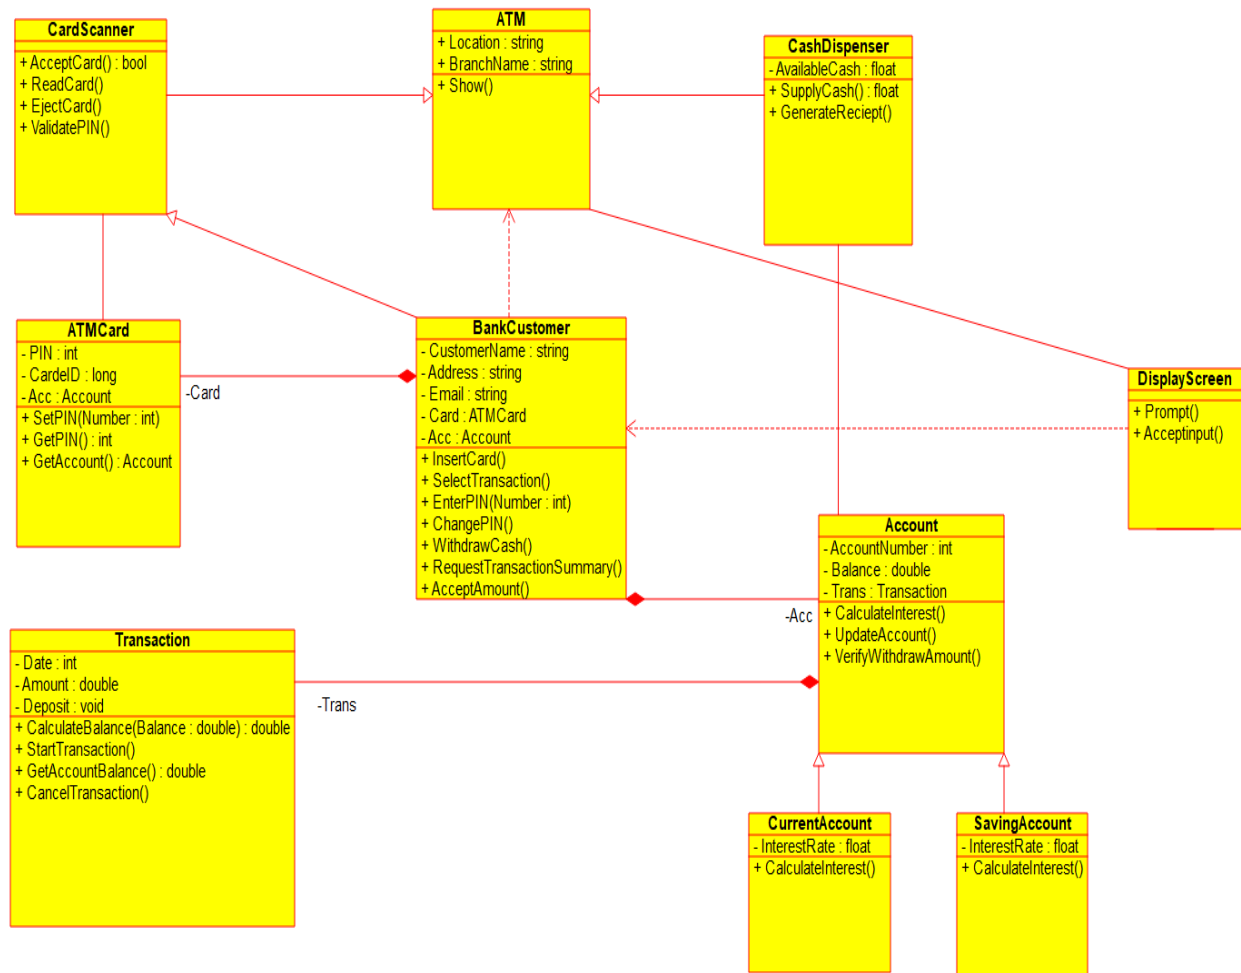 CardScanner
+ AcceptCard() : bool
+ ReadCard()
+ EjectCard()
+ ValidatePIN()
ATM
+ Location : string
+ BranchName : string
+ Show()
CashDispenser
- AvailableCash : float
+ SupplyCash() : float
+ GenerateReciept()
ATMCard
- PIN : int
- CardeID : long
- Acc : Account
+ SetPIN(Number : int)
+ GetPIN() : int
+ GetAccount() : Account
-Card
BankCustomer
- CustomerName : string
- Address : string
- Email : string
- Card : ATMCard
- Acc : Account
+ InsertCard()
+ SelectTransaction()
+ EnterPIN(Number : int)
+ ChangePIN()
+ WithdrawCash()
+ RequestTransactionSummary()
+ AcceptAmount()
DisplayScreen
+ Prompt()
+ Acceptinput()
-Acc
Account
- AccountNumber : int
- Balance : double
- Trans : Transaction
+ CalculateInterest()
+ UpdateAccount()
+ VerifyWithdrawAmount()
Transaction
- Date : int
- Amount : double
- Deposit : void
+ CalculateBalance(Balance : double) : double
+ StartTransaction()
+ GetAccountBalance() : double
+ CancelTransaction()
-Trans
CurrentAccount
- InterestRate : float
+ CalculateInterest()
SavingAccount
- InterestRate : float
+ CalculateInterest()